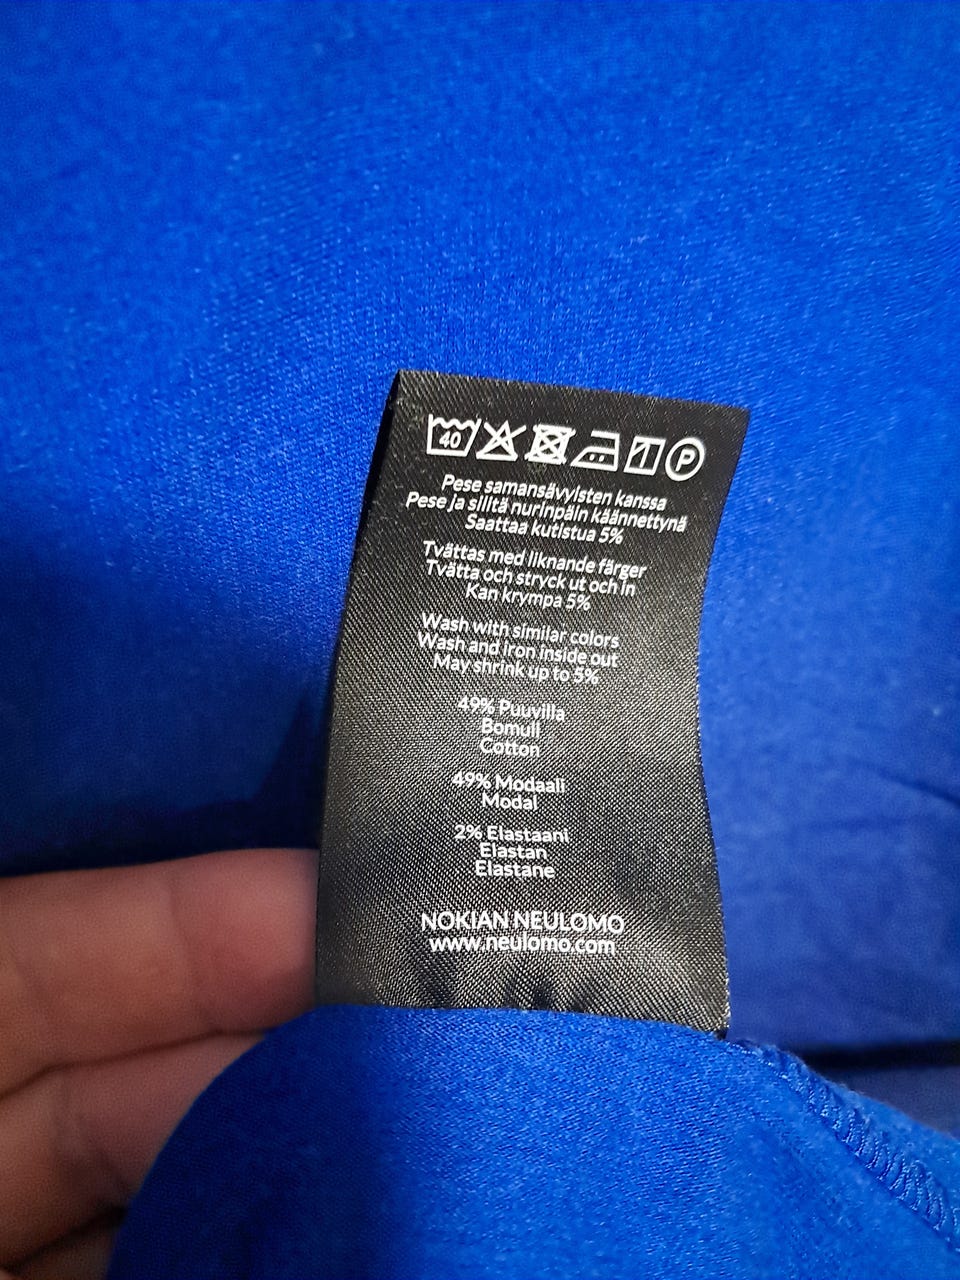 40 P
Pese samansävyisten kanssa
Pese ja silitä nurinpäin käännettynä
Saattaa kutistua 5%
Tvättas med liknande färger
Tvätta och stryck ut och in
Kan krympa 5%
Wash with similar colors
Wash and iron inside out
May shrink up to 5%
49% Puuvilla
Bomull
Cotton
49% Modaali
Modal
2% Elastaani
Elastan
Elastane
NOKIAN NEULOMO
www.neulomo.com